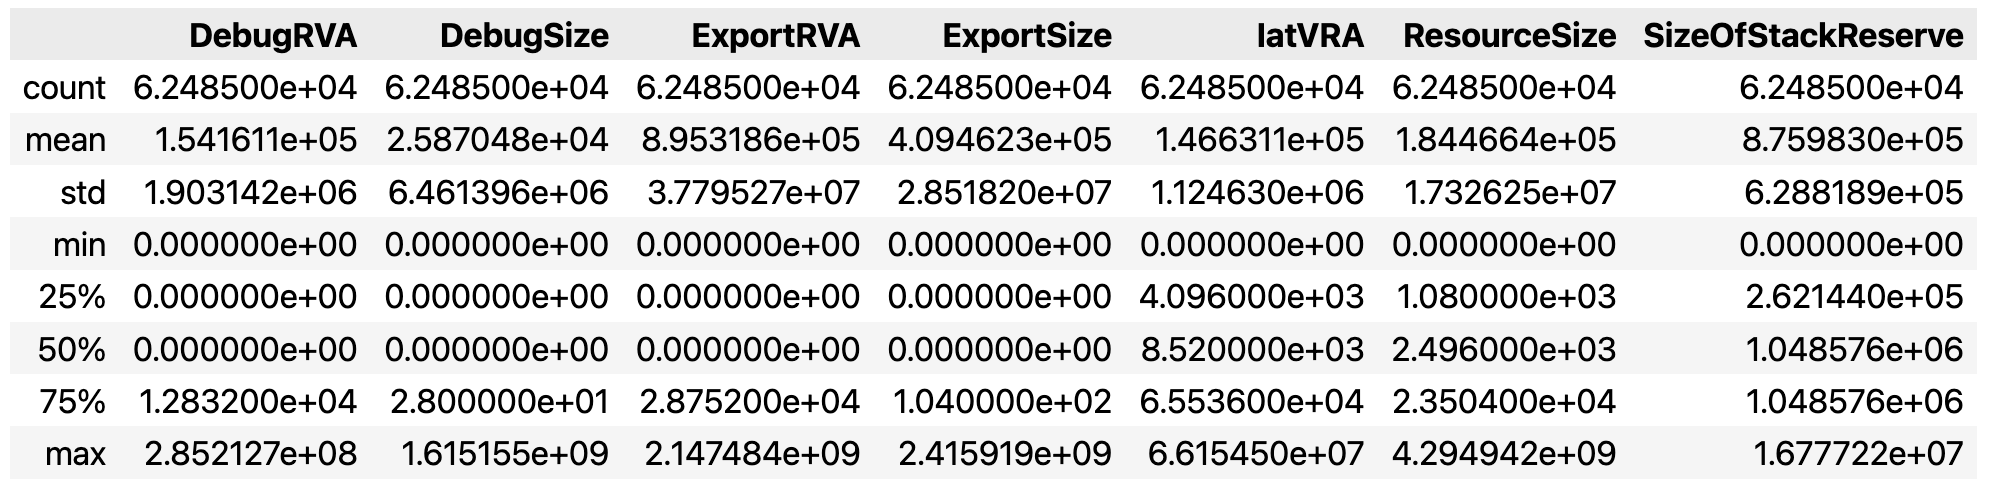 DebugRVA DebugSize ExportRVA ExportSize IatVRA ResourceSize SizeOfStackReserve
count 6.248500e+04 6.248500e+04 6.248500e+04 6.248500e+04 6.248500e+04 6.248500e+04 6.248500e+04
mean 1.541611e+05 2.587048e+04 8.953186e+05 4.094623e+05 1.466311e+05 1.844664e+05 8.759830e+05
std 1.903142e+06 6.461396e+06 3.779527e+07 2.851820e+07 1.124630e+06 1.732625e+07 6.288189e+05
min 0.000000e+00 0.000000e+00 0.000000e+00 0.000000e+00 0.000000e+00 0.000000e+00 0.000000e+00
25% 0.000000e+00 0.000000e+00 0.000000e+00 0.000000e+00 4.096000e+03 1.080000e+03 2.621440e+05
50% 0.000000e+00 0.000000e+00 0.000000e+00 0.000000e+00 8.520000e+03 2.496000e+03 1.048576e+06
75% 1.283200e+04 2.800000e+01 2.875200e+04 1.040000e+02 6.553600e+04 2.350400e+04 1.048576e+06
max 2.852127e+08 1.615155e+09 2.147484e+09 2.415919e+09 6.615450e+07 4.294942e+09 1.677722e+07